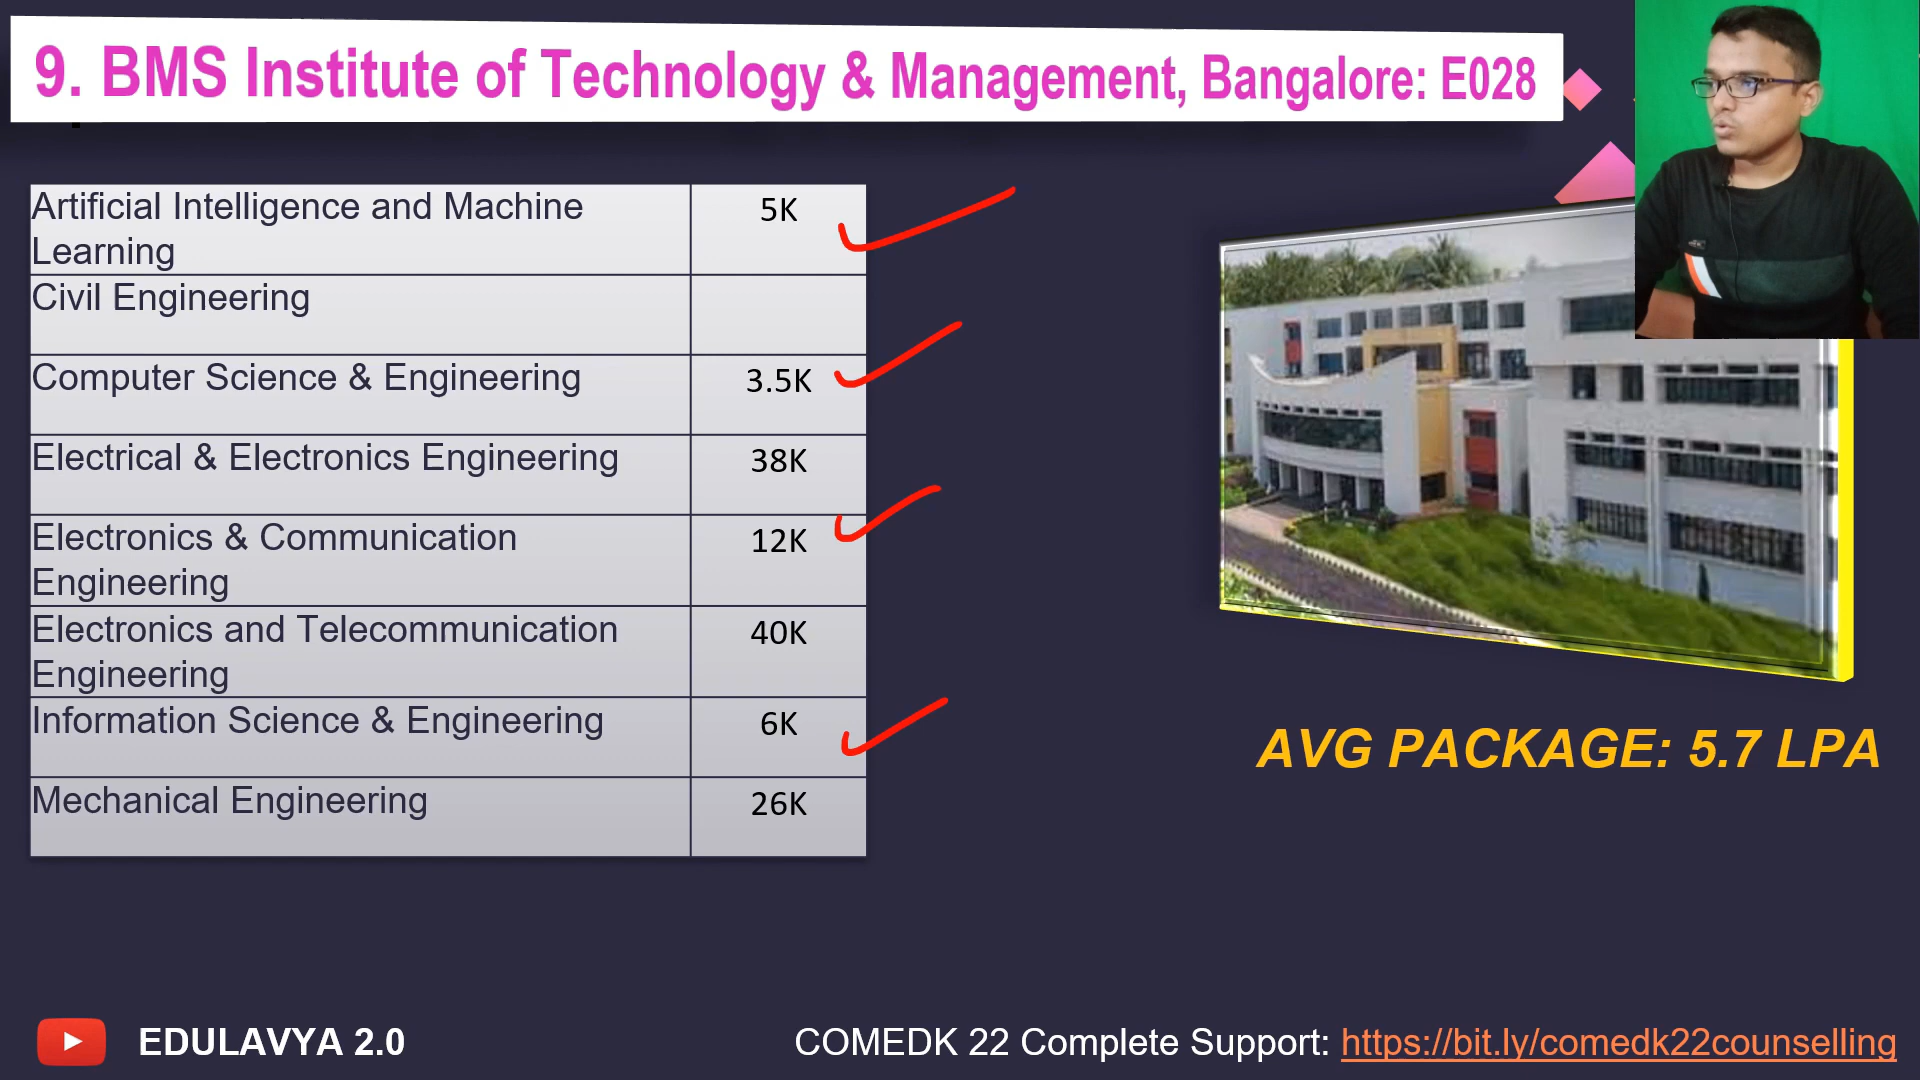 9. BMS Institute of Technology & Management, Bangalore: E028
Artificial Intelligence and Machine
Learning
5K
Civil Engineering
Computer Science & Engineering
3.5K
Electrical & Electronics Engineering
38K
Electronics & Communication
Engineering
12K
Electronics and Telecommunication
Engineering
40K
Information Science & Engineering
6K
Mechanical Engineering
26K
AVG PACKAGE: 5.7 LPA
EDULAVYA 2.0
COMEDK 22 Complete Support: https://bit.ly/comedk22counselling